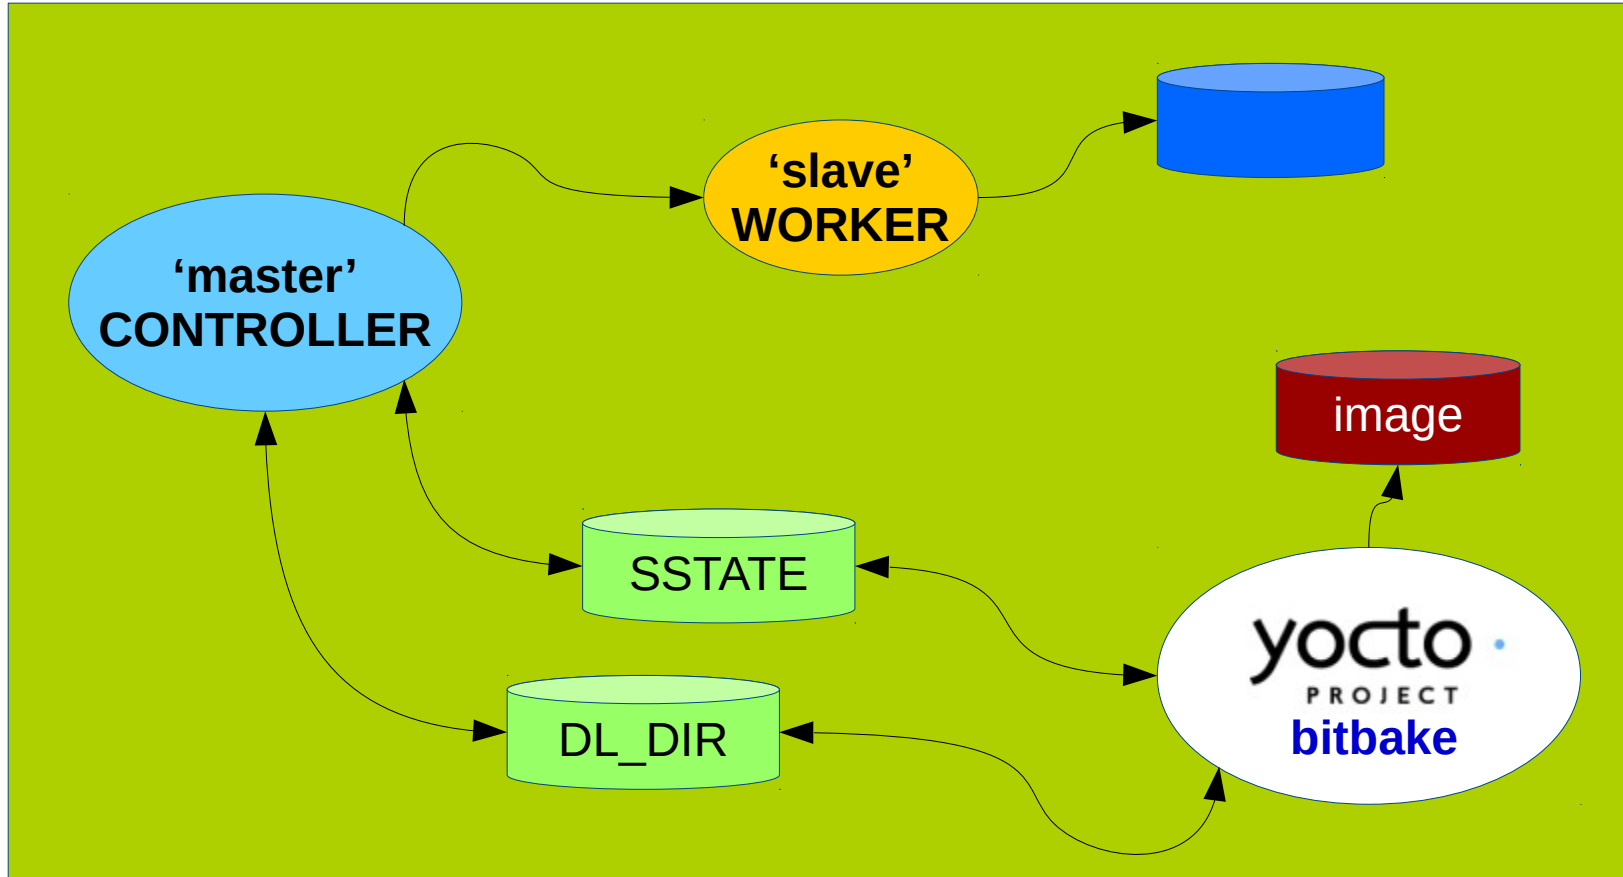 ‘slave’
WORKER
‘master’
CONTROLLER
image
SSTATE
yocto
PROJECT
bitbake
DL_DIR